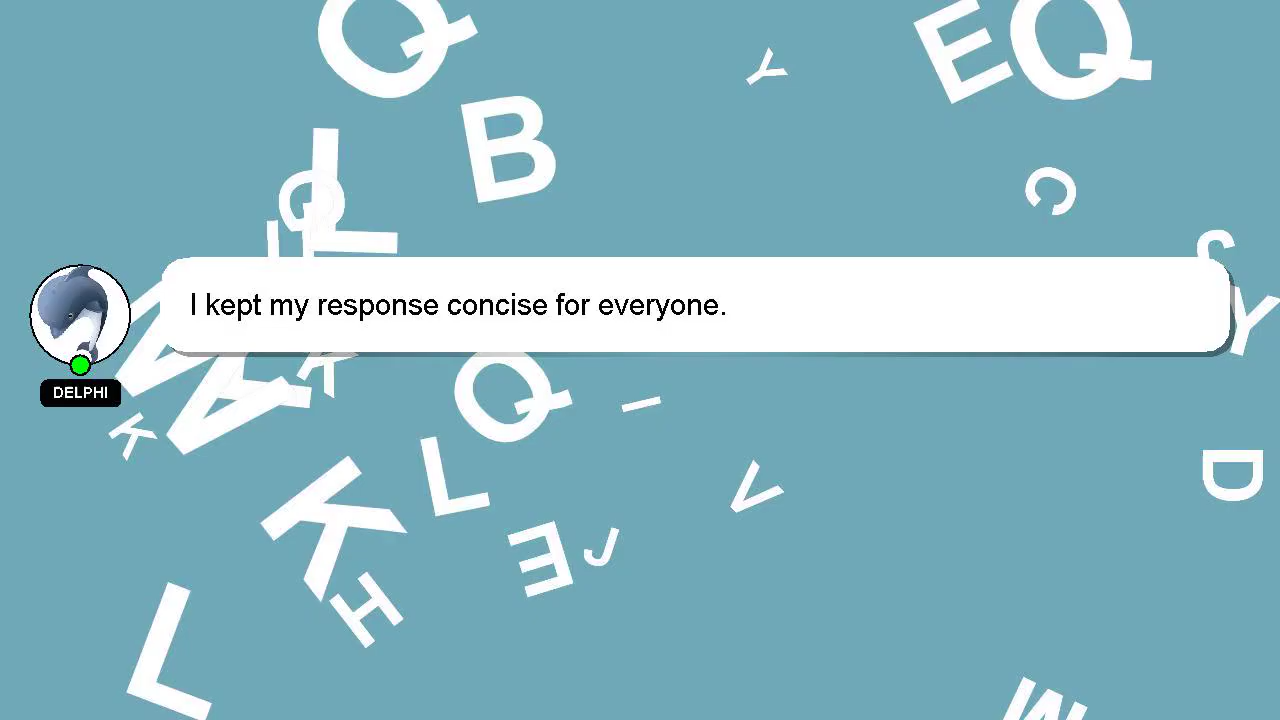 Q
E
Q
B
Y
L
Q
C
L
J
I kept my response concise for everyone.
DELPHI
Y
K
Q
I
K
L
V
D
K
E
J
H
L
M